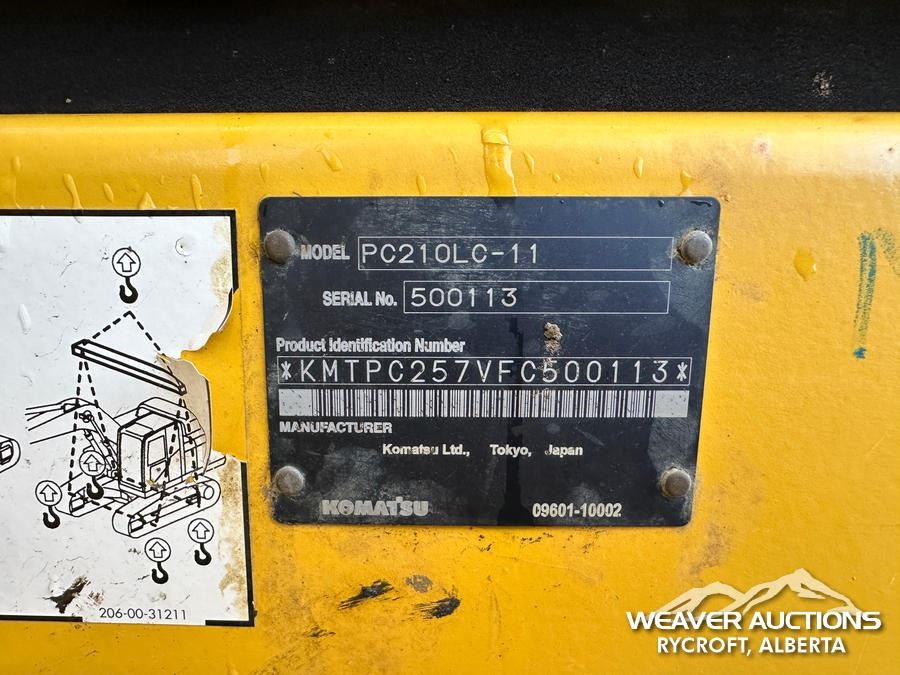 MODEL PC210LC-11
SERIAL No. 500113
Product Identification Number
*KMTPC257VFC500113*
MANUFACTURER
Komatsu Ltd., Tokyo, Japan
KOMATSU 09601-10002
206-00-31211
WEAVER AUCTIONS
RYCROFT, ALBERTA